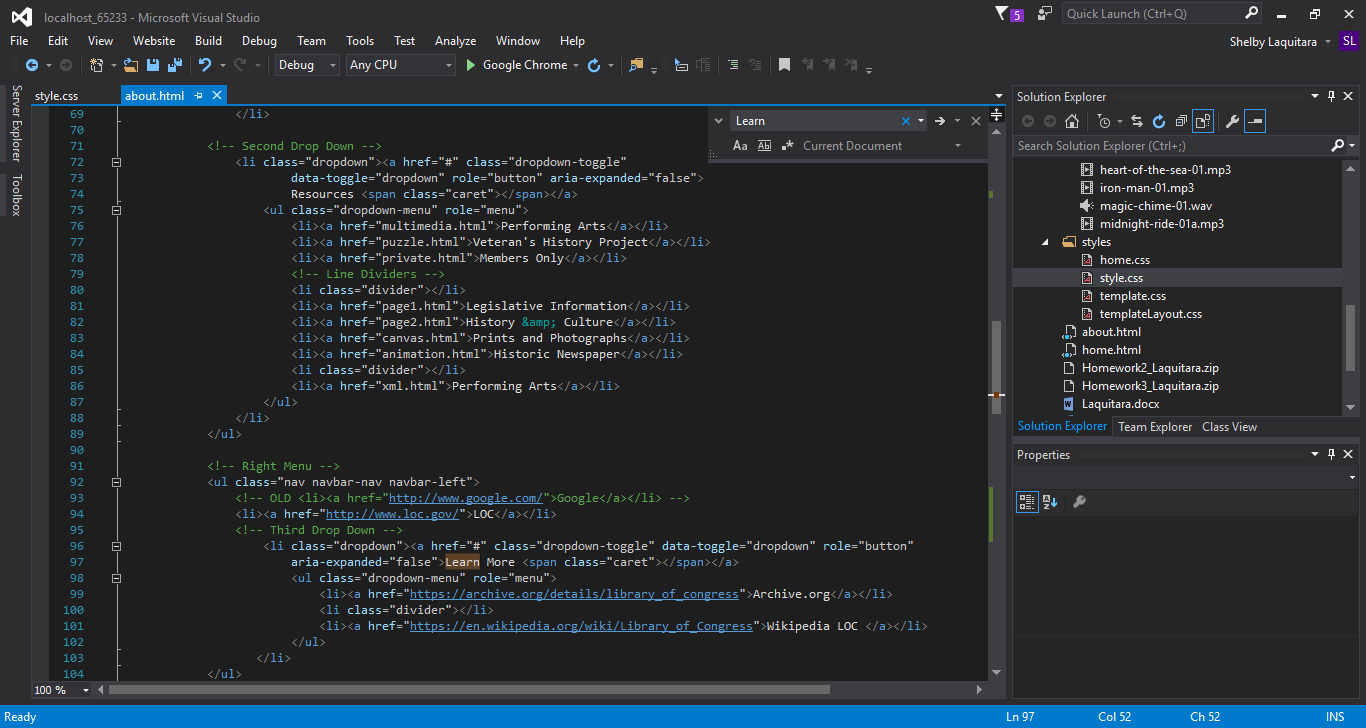 localhost_65233 - Microsoft Visual Studio
5
Quick Launch (Ctrl+Q)
File Edit View Website Build Debug Team Tools Test Analyze Window Help
Shelby Laquitara SL
Debug Any CPU Google Chrome
Server Explorer
Toolbox
style.css about.html
Learn
Aa Ab Current Document
69 </li>
70
71 <!-- Second Drop Down -->
72 <li class="dropdown"><a href="#" class="dropdown-toggle"
73 data-toggle="dropdown" role="button" aria-expanded="false">
74 Resources <span class="caret"></span></a>
75 <ul class="dropdown-menu" role="menu">
76 <li><a href="multimedia.html">Performing Arts</a></li>
77 <li><a href="puzzle.html">Veteran's History Project</a></li>
78 <li><a href="private.html">Members Only</a></li>
79 <!-- Line Dividers -->
80 <li class="divider"></li>
81 <li><a href="page1.html">Legislative Information</a></li>
82 <li><a href="page2.html">History &amp; Culture</a></li>
83 <li><a href="canvas.html">Prints and Photographs</a></li>
84 <li><a href="animation.html">Historic Newspaper</a></li>
85 <li class="divider"></li>
86 <li><a href="xml.html">Performing Arts</a></li>
87 </ul>
88 </li>
89 </ul>
90
91 <!-- Right Menu -->
92 <ul class="nav navbar-nav navbar-left">
93 <!-- OLD <li><a href="http://www.google.com/">Google</a></li> -->
94 <li><a href="http://www.loc.gov/">LOC</a></li>
95 <!-- Third Drop Down -->
96 <li class="dropdown"><a href="#" class="dropdown-toggle" data-toggle="dropdown" role="button"
97 aria-expanded="false">Learn More <span class="caret"></span></a>
98 <ul class="dropdown-menu" role="menu">
99 <li><a href="https://archive.org/details/library_of_congress">Archive.org</a></li>
100 <li class="divider"></li>
101 <li><a href="https://en.wikipedia.org/wiki/Library_of_Congress">Wikipedia LOC </a></li>
102 </ul>
103 </li>
104 </ul>
100 %
Solution Explorer
Search Solution Explorer (Ctrl+;)
heart-of-the-sea-01.mp3
iron-man-01.mp3
magic-chime-01.wav
midnight-ride-01a.mp3
styles
home.css
style.css
template.css
templateLayout.css
about.html
home.html
Homework2_Laquitara.zip
Homework3_Laquitara.zip
Laquitara.docx
Solution Explorer Team Explorer Class View
Properties
Ready Ln 97 Col 52 Ch 52 INS